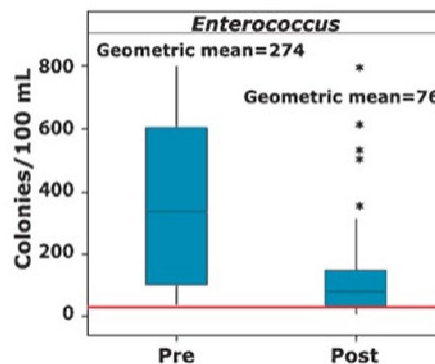 Enterococcus
Geometric mean=274
Geometric mean=76
Colonies/100 mL
800
600
400
200
0
Pre Post